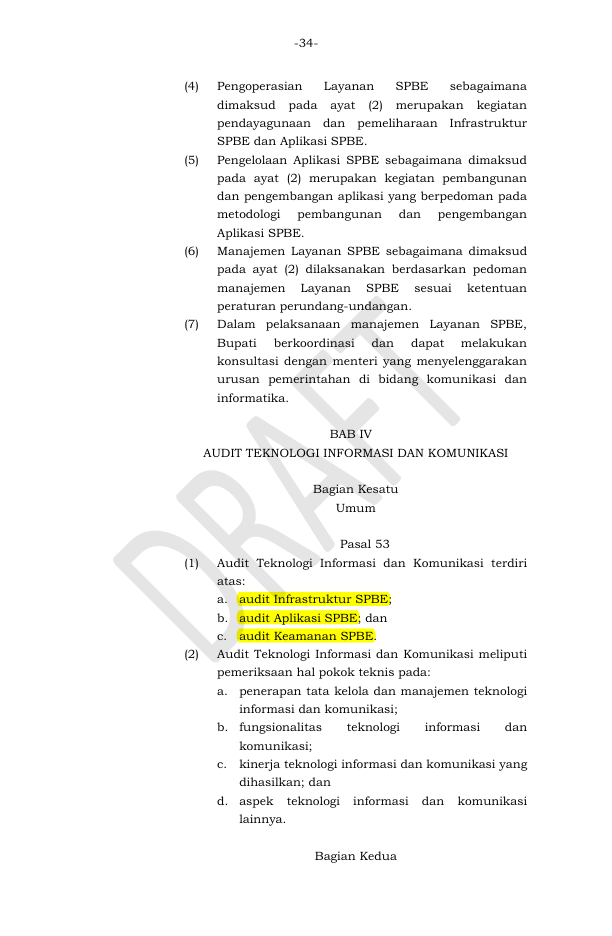 -34-
(4) Pengoperasian Layanan SPBE sebagaimana
dimaksud pada ayat (2) merupakan kegiatan
pendayagunaan dan pemeliharaan Infrastruktur
SPBE dan Aplikasi SPBE.
(5) Pengelolaan Aplikasi SPBE sebagaimana dimaksud
pada ayat (2) merupakan kegiatan pembangunan
dan pengembangan aplikasi yang berpedoman pada
metodologi pembangunan dan pengembangan
Aplikasi SPBE.
(6) Manajemen Layanan SPBE sebagaimana dimaksud
pada ayat (2) dilaksanakan berdasarkan pedoman
manajemen Layanan SPBE sesuai ketentuan
peraturan perundang-undangan.
(7) Dalam pelaksanaan manajemen Layanan SPBE,
Bupati berkoordinasi dan dapat melakukan
konsultasi dengan menteri yang menyelenggarakan
urusan pemerintahan di bidang komunikasi dan
informatika.
BAB IV
AUDIT TEKNOLOGI INFORMASI DAN KOMUNIKASI
Bagian Kesatu
Umum
Pasal 53
(1) Audit Teknologi Informasi dan Komunikasi terdiri
atas:
a. audit Infrastruktur SPBE;
b. audit Aplikasi SPBE; dan
c. audit Keamanan SPBE.
(2) Audit Teknologi Informasi dan Komunikasi meliputi
pemeriksaan hal pokok teknis pada:
a. penerapan tata kelola dan manajemen teknologi
informasi dan komunikasi;
b. fungsionalitas teknologi informasi dan
komunikasi;
c. kinerja teknologi informasi dan komunikasi yang
dihasilkan; dan
d. aspek teknologi informasi dan komunikasi
lainnya.
Bagian Kedua
DRAFT